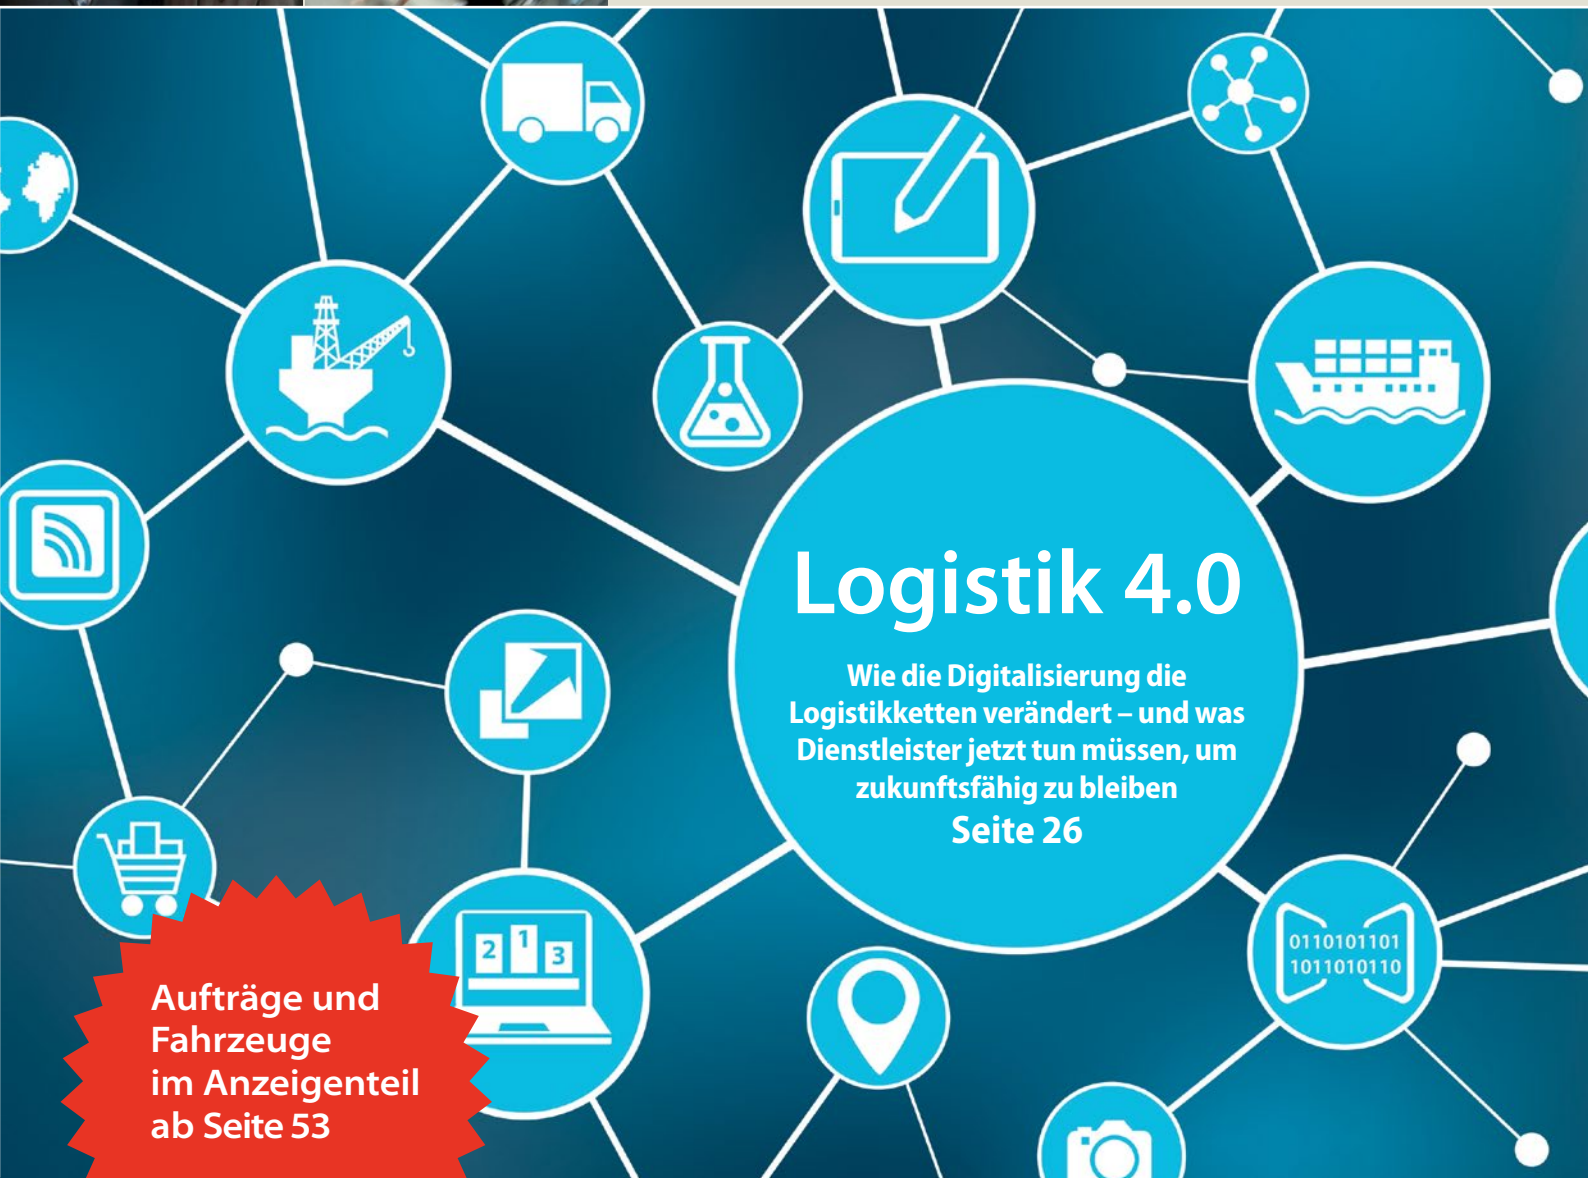 Logistik 4.0
Wie die Digitalisierung die
Logistikketten verändert – und was
Dienstleister jetzt tun müssen, um
zukunftsfähig zu bleiben
Seite 26
2 1 3
0110101101
1011010110
Aufträge und
Fahrzeuge
im Anzeigenteil
ab Seite 53